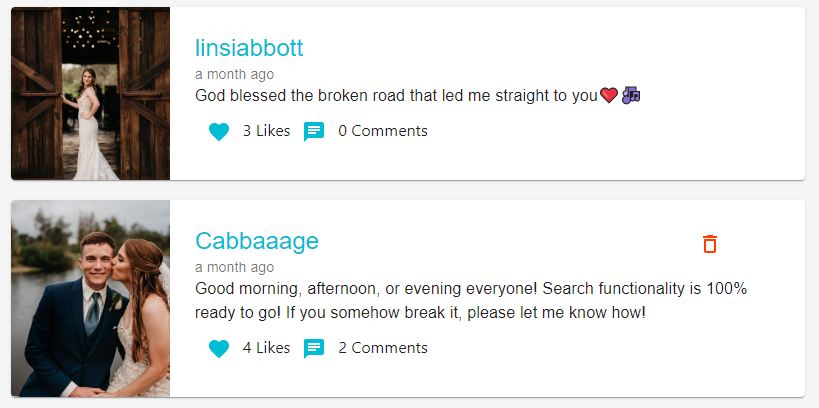 linsiabbott
a month ago
God blessed the broken road that led me straight to you❤️🎶
3 Likes 0 Comments
Cabbaaage
a month ago
Good morning, afternoon, or evening everyone! Search functionality is 100%
ready to go! If you somehow break it, please let me know how!
4 Likes 2 Comments